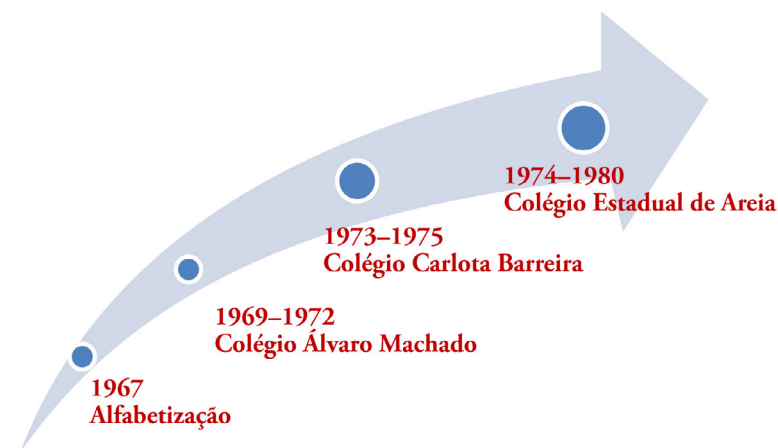 1974–1980
Colégio Estadual de Areia
1973–1975
Colégio Carlota Barreira
1969–1972
Colégio Álvaro Machado
1967
Alfabetização